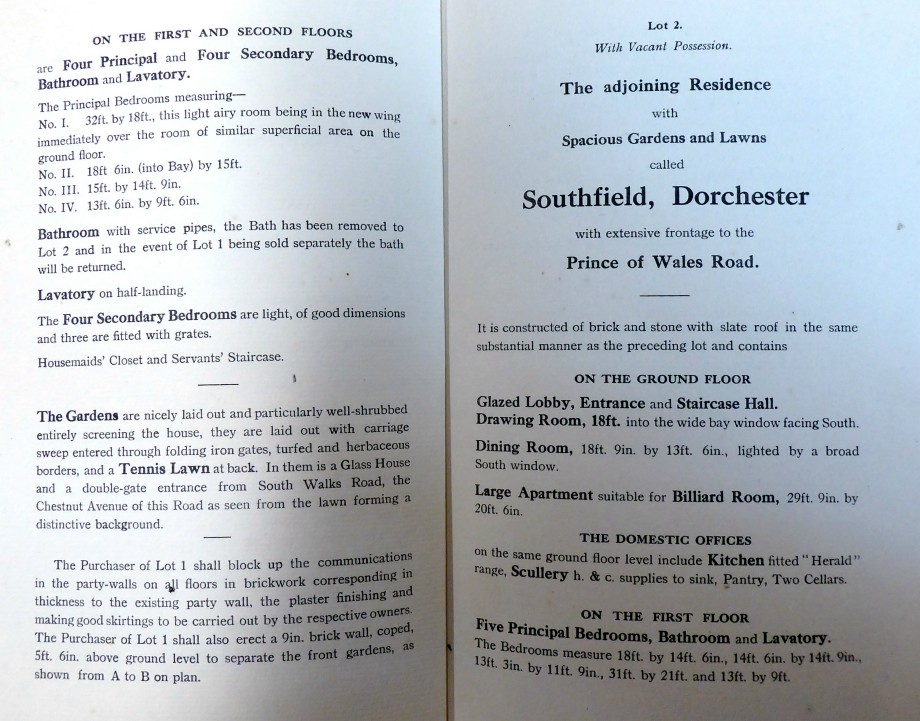 ON THE FIRST AND SECOND FLOORS
are Four Principal and Four Secondary Bedrooms,
Bathroom and Lavatory.
The Principal Bedrooms measuring—
No. I. 32ft. by 18ft., this light airy room being in the new wing
immediately over the room of similar superficial area on the
ground floor.
No. II. 18ft 6in. (into Bay) by 15ft.
No. III. 15ft. by 14ft. 9in.
No. IV. 13ft. 6in. by 9ft. 6in.
Bathroom with service pipes, the Bath has been removed to
Lot 2 and in the event of Lot 1 being sold separately the bath
will be returned.
Lavatory on half-landing.
The Four Secondary Bedrooms are light, of good dimensions
and three are fitted with grates.
Housemaids' Closet and Servants' Staircase.
The Gardens are nicely laid out and particularly well-shrubbed
entirely screening the house, they are laid out with carriage
sweep entered through folding iron gates, turfed and herbaceous
borders, and a Tennis Lawn at back. In them is a Glass House
and a double-gate entrance from South Walks Road, the
Chestnut Avenue of this Road as seen from the lawn forming a
distinctive background.
The Purchaser of Lot 1 shall block up the communications
in the party-walls on all floors in brickwork corresponding in
thickness to the existing party wall, the plaster finishing and
making good skirtings to be carried out by the respective owners.
The Purchaser of Lot 1 shall also erect a 9in. brick wall, coped,
5ft. 6in. above ground level to separate the front gardens, as
shown from A to B on plan.
Lot 2.
With Vacant Possession.
The adjoining Residence
with
Spacious Gardens and Lawns
called
Southfield, Dorchester
with extensive frontage to the
Prince of Wales Road.
It is constructed of brick and stone with slate roof in the same
substantial manner as the preceding lot and contains
ON THE GROUND FLOOR
Glazed Lobby, Entrance and Staircase Hall.
Drawing Room, 18ft. into the wide bay window facing South.
Dining Room, 18ft. 9in. by 13ft. 6in., lighted by a broad
South window.
Large Apartment suitable for Billiard Room, 29ft. 9in. by
20ft. 6in.
THE DOMESTIC OFFICES
on the same ground floor level include Kitchen fitted "Herald"
range, Scullery h. & c. supplies to sink, Pantry, Two Cellars.
ON THE FIRST FLOOR
Five Principal Bedrooms, Bathroom and Lavatory.
The Bedrooms measure 18ft. by 14ft. 6in., 14ft. 6in. by 14ft. 9in.,
13ft. 3in. by 11ft. 9in., 31ft. by 21ft. and 13ft. by 9ft.